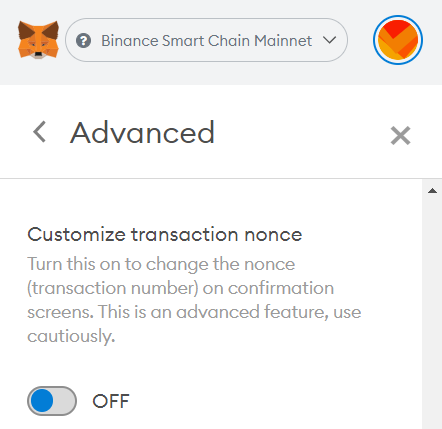 Binance Smart Chain Mainnet
Advanced
Customize transaction nonce
Turn this on to change the nonce
(transaction number) on confirmation
screens. This is an advanced feature, use
cautiously.
OFF